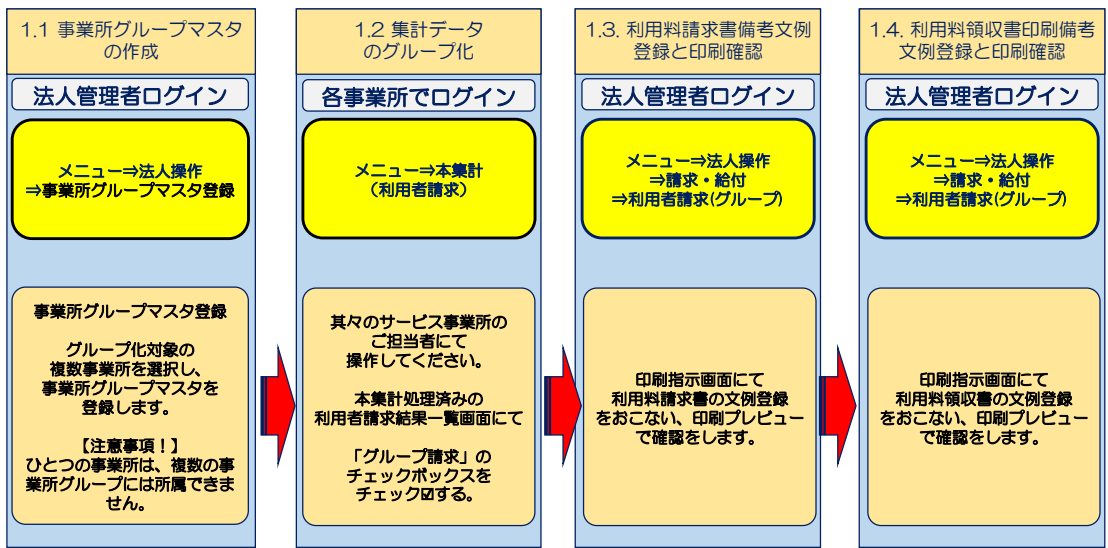 1.1 事業所グループマスタ
の作成
法人管理者ログイン
メニュー⇒法人操作
⇒事業所グループマスタ登録
事業所グループマスタ登録
グループ化対象の
複数事業所を選択し、
事業所グループマスタを
登録します。
【注意事項！】
ひとつの事業所は、複数の事
業所グループには所属できま
せん。
1.2 集計データ
のグループ化
各事業所でログイン
メニュー⇒本集計
（利用者請求）
其々のサービス事業所の
ご担当者にて
操作してください。
本集計処理済みの
利用者請求結果一覧画面にて
「グループ請求」の
チェックボックスを
チェック☑する。
1.3. 利用料請求書備考文例
登録と印刷確認
法人管理者ログイン
メニュー⇒法人操作
⇒請求・給付
⇒利用者請求(グループ)
印刷指示画面にて
利用料請求書の文例登録
をおこない、印刷プレビュー
で確認をします。
1.4. 利用料領収書印刷備考
文例登録と印刷確認
法人管理者ログイン
メニュー⇒法人操作
⇒請求・給付
⇒利用者請求(グループ)
印刷指示画面にて
利用料領収書の文例登録
をおこない、印刷プレビュー
で確認をします。